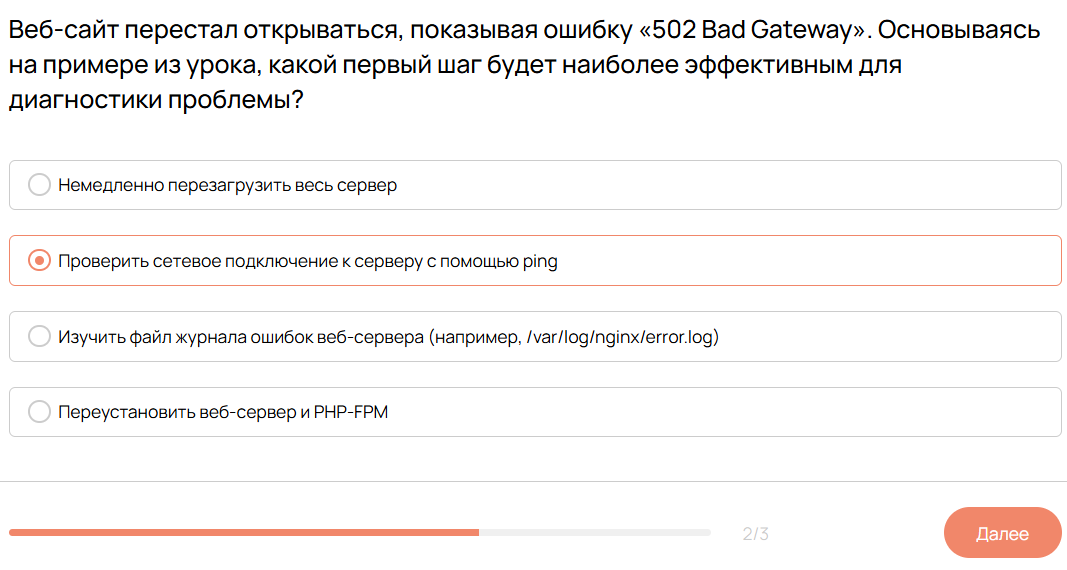 Веб-сайт перестал открываться, показывая ошибку «502 Bad Gateway». Основываясь
на примере из урока, какой первый шаг будет наиболее эффективным для
диагностики проблемы?
Немедленно перезагрузить весь сервер
Проверить сетевое подключение к серверу с помощью ping
Изучить файл журнала ошибок веб-сервера (например, /var/log/nginx/error.log)
Переустановить веб-сервер и PHP-FPM
2/3
Далее